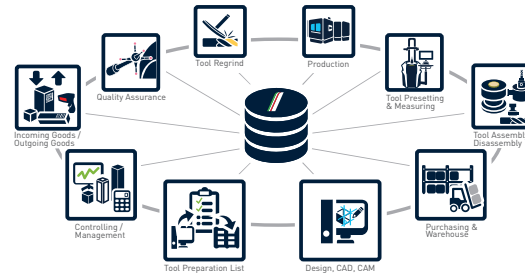 Tool Regrind
Production
Quality Assurance
Tool Presetting
& Measuring
Incoming Goods /
Outgoing Goods
Tool Assembl
Disassembly
Controlling /
Management
Purchasing &
Warehouse
Tool Preparation List
Design, CAD, CAM